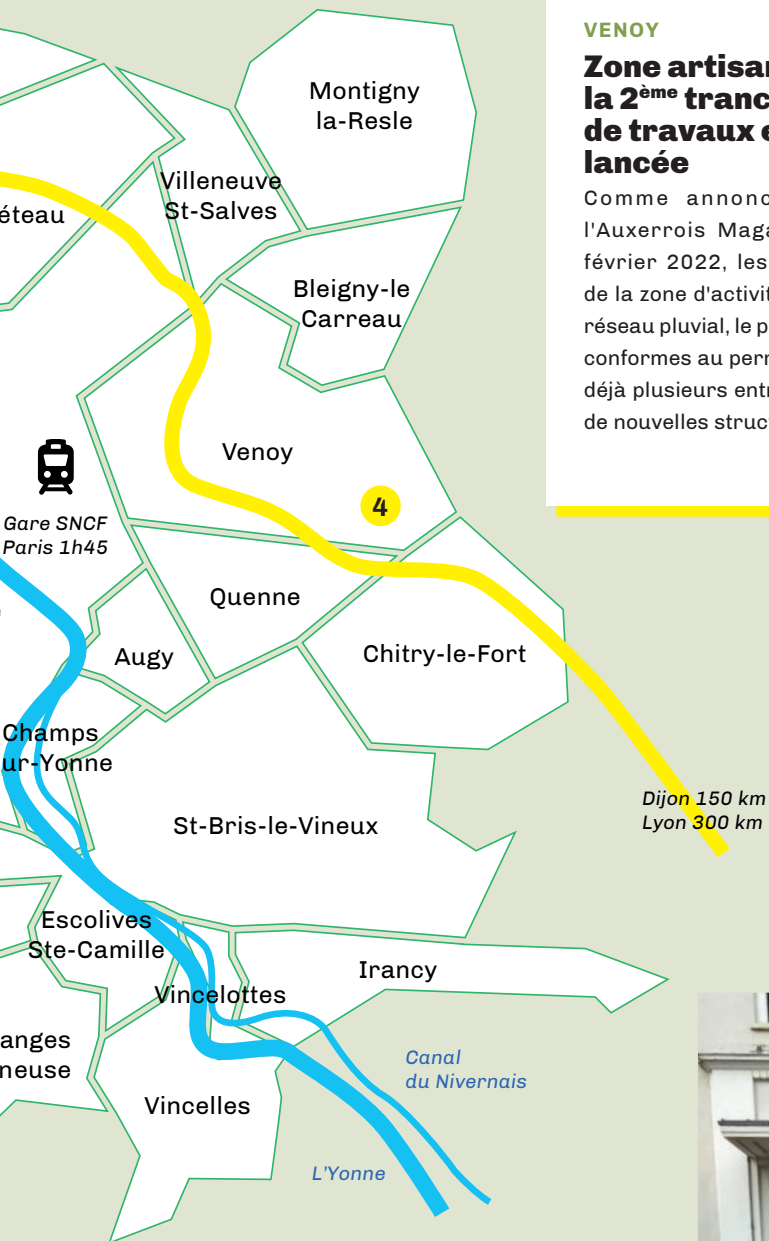 Montigny
la-Resle
Villeneuve
St-Salves
Bleigny-le
Carreau
Venoy
4
Gare SNCF
Paris 1h45
Quenne
Augy
Chitry-le-Fort
Champs
St-Bris-le-Vineux
Dijon 150 km
Lyon 300 km
Escolives
Ste-Camille
Vincelottes
Irancy
Vincelles
Canal
du Nivernais
L'Yonne
VENOY
Zone artisan
la 2ème tranc
de travaux e
lancée
Comme annonc
l'Auxerrois Maga
février 2022, les
de la zone d'activit
réseau pluvial, le p
conformes au perr
déjà plusieurs entr
de nouvelles struc
éteau
ur-Yonne
anges
neuse